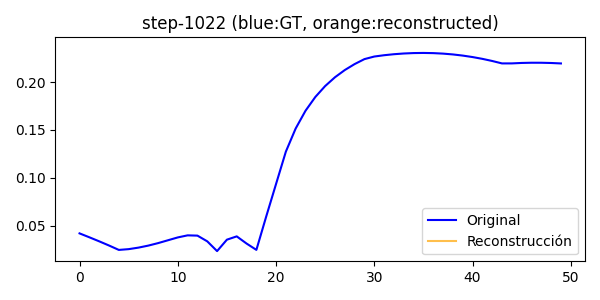 step-1022 (blue:GT, orange:reconstructed)
0.20
0.15
0.10
0.05
Original
Reconstrucción
0 10 20 30 40 50